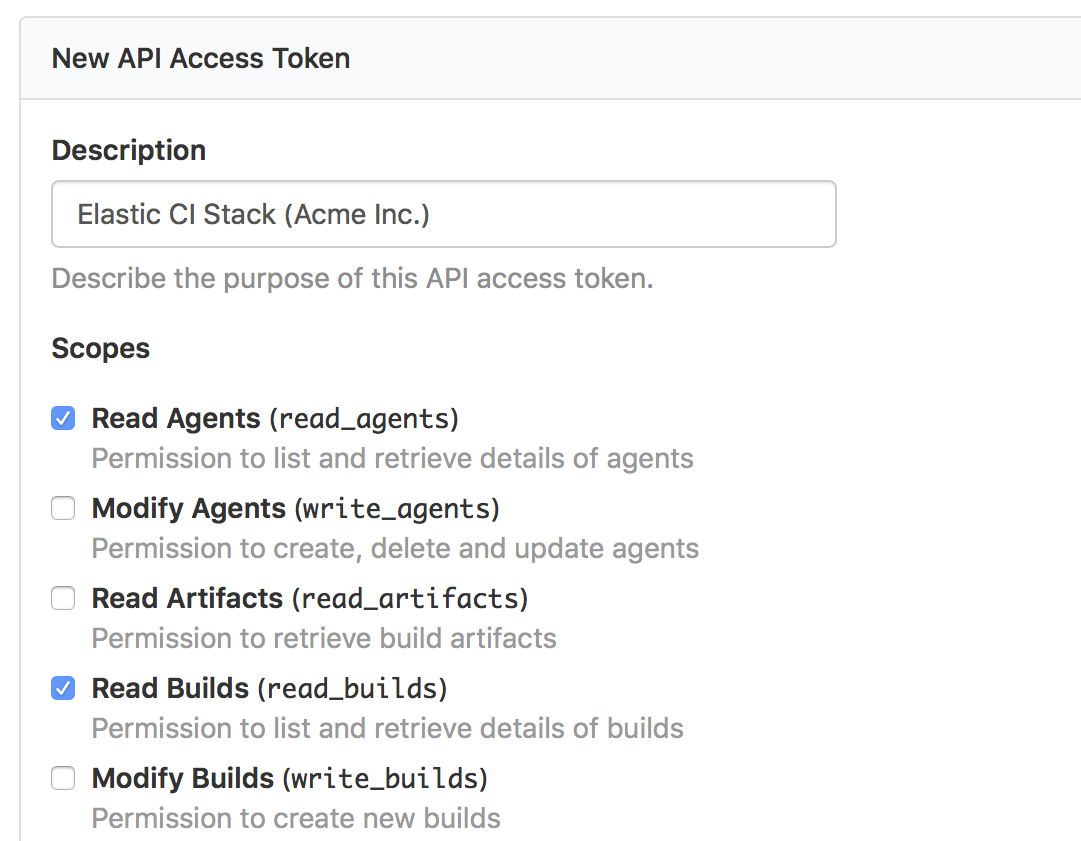 New API Access Token
Description
Elastic CI Stack (Acme Inc.)
Describe the purpose of this API access token.
Scopes
Read Agents (read_agents)
Permission to list and retrieve details of agents
Modify Agents (write_agents)
Permission to create, delete and update agents
Read Artifacts (read_artifacts)
Permission to retrieve build artifacts
Read Builds (read_builds)
Permission to list and retrieve details of builds
Modify Builds (write_builds)
Permission to create new builds